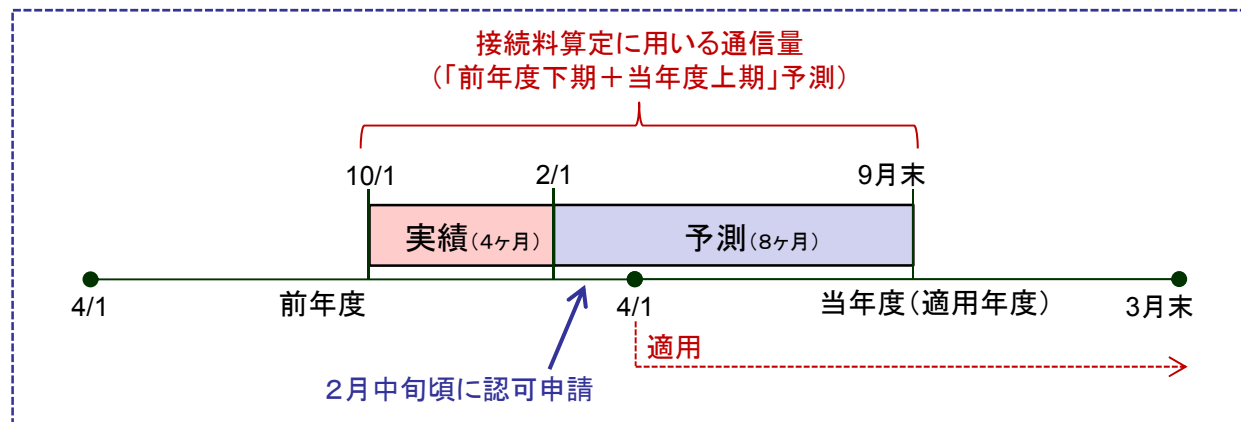 接続料算定に用いる通信量
(「前年度下期+当年度上期」予測)
10/1
2/1
9月末
実績(4ヶ月)
予測(8ヶ月)
4/1
前年度
4/1
当年度(適用年度)
3月末
適用
2月中旬頃に認可申請